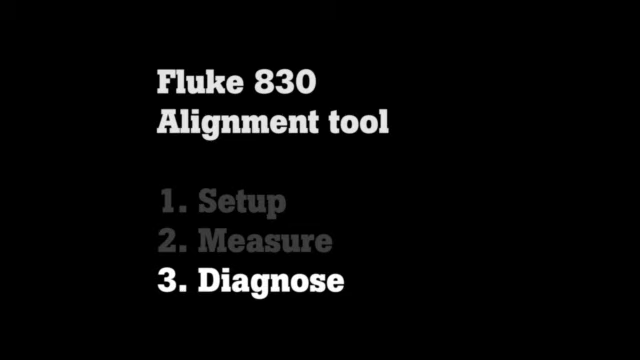 Fluke 830
Alignment tool
1. Setup
2. Measure
3. Diagnose